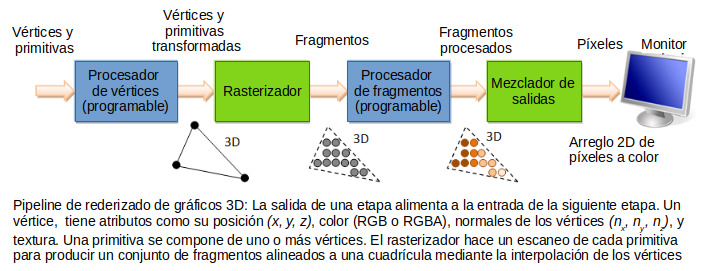 Vértices y
primitivas
Vértices y
primitivas
transformadas
Fragmentos
Fragmentos
procesados
Píxeles
Monitor
Procesador
de vértices
(programable)
Rasterizador
Procesador
de fragmentos
(programable)
Mezclador de
salidas
3D
3D
3D
Arreglo 2D de
píxeles a color
Pipeline de rederizado de gráficos 3D: La salida de una etapa alimenta a la entrada de la siguiente etapa. Un
vértice, tiene atributos como su posición (x, y, z), color (RGB o RGBA), normales de los vértices (nx, ny, nz), y
textura. Una primitiva se compone de uno o más vértices. El rasterizador hace un escaneo de cada primitiva
para producir un conjunto de fragmentos alineados a una cuadrícula mediante la interpolación de los vértices